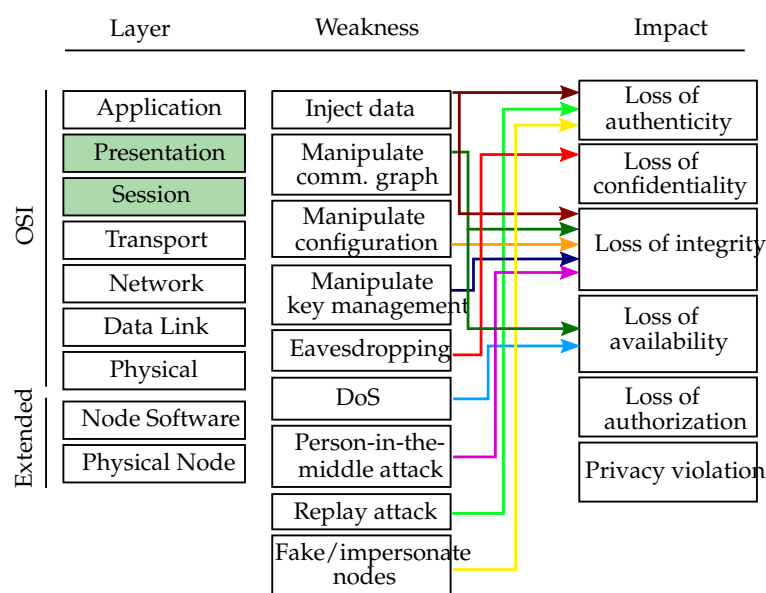 Layer
Weakness
Impact
OSI
Extended
Application
Presentation
Session
Transport
Network
Data Link
Physical
Node Software
Physical Node
Inject data
Manipulate
comm. graph
Manipulate
configuration
Manipulate
key management
Eavesdropping
DoS
Person-in-the-
middle attack
Replay attack
Fake/impersonate
nodes
Loss of
authenticity
Loss of
confidentiality
Loss of integrity
Loss of
availability
Loss of
authorization
Privacy violation